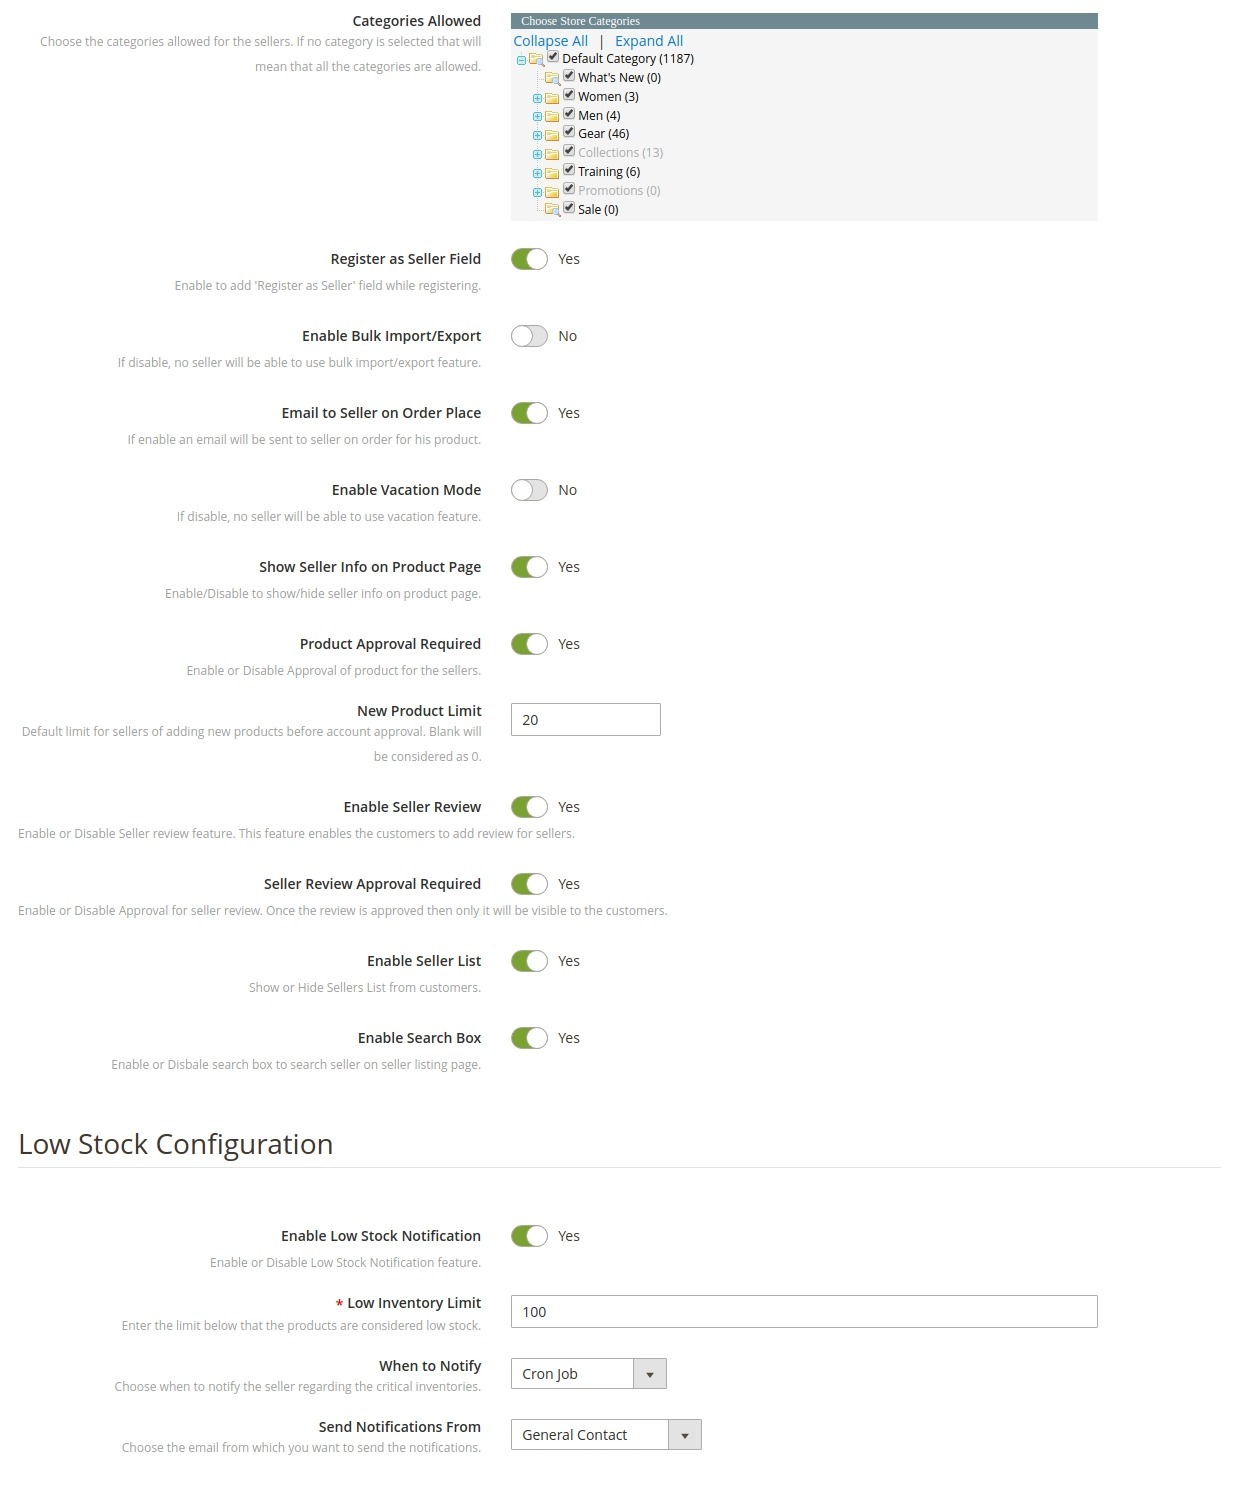 Categories Allowed
Choose the categories allowed for the sellers. If no category is selected that will
mean that all the categories are allowed.
Choose Store Categories
Collapse All | Expand All
Default Category (1187)
What's New (0)
Women (3)
Men (4)
Gear (46)
Collections (13)
Training (6)
Promotions (0)
Sale (0)
Register as Seller Field
Yes
Enable to add 'Register as Seller' field while registering.
Enable Bulk Import/Export
No
If disable, no seller will be able to use bulk import/export feature.
Email to Seller on Order Place
Yes
If enable an email will be sent to seller on order for his product.
Enable Vacation Mode
No
If disable, no seller will be able to use vacation feature.
Show Seller Info on Product Page
Yes
Enable/Disable to show/hide seller info on product page.
Product Approval Required
Yes
Enable or Disable Approval of product for the sellers.
New Product Limit
20
Default limit for sellers of adding new products before account approval. Blank will
be considered as 0.
Enable Seller Review
Yes
Enable or Disable Seller review feature. This feature enables the customers to add review for sellers.
Seller Review Approval Required
Yes
Enable or Disable Approval for seller review. Once the review is approved then only it will be visible to the customers.
Enable Seller List
Yes
Show or Hide Sellers List from customers.
Enable Search Box
Yes
Enable or Disbale search box to search seller on seller listing page.
Low Stock Configuration
Enable Low Stock Notification
Yes
Enable or Disable Low Stock Notification feature.
* Low Inventory Limit
100
Enter the limit below that the products are considered low stock.
When to Notify
Cron Job
Choose when to notify the seller regarding the critical inventories.
Send Notifications From
General Contact
Choose the email from which you want to send the notifications.